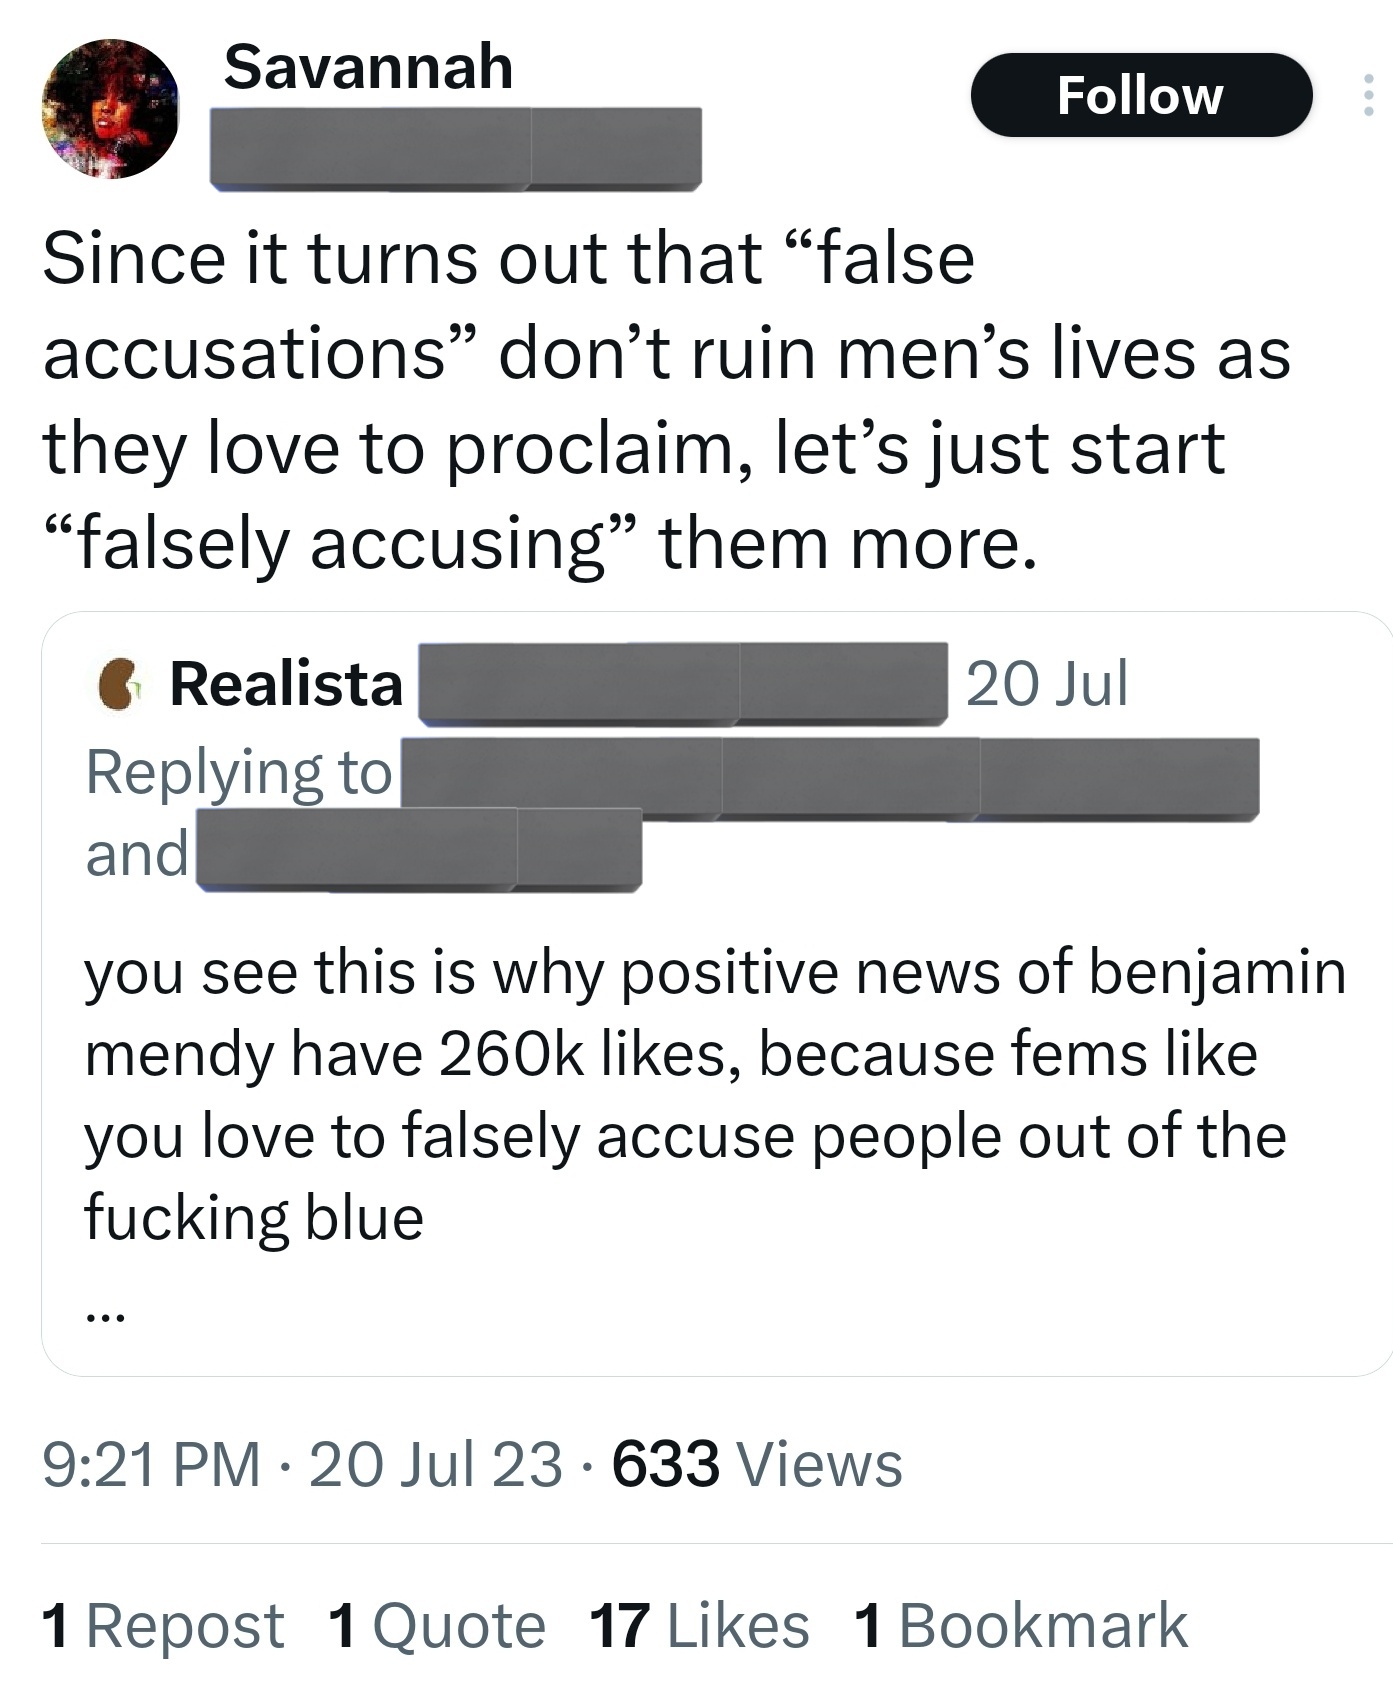 Savannah
Follow
Since it turns out that “false
accusations” don’t ruin men’s lives as
they love to proclaim, let’s just start
“falsely accusing” them more.
Realista 20 Jul
Replying to
and
you see this is why positive news of benjamin
mendy have 260k likes, because fems like
you love to falsely accuse people out of the
fucking blue
...
9:21 PM · 20 Jul 23 · 633 Views
1 Repost 1 Quote 17 Likes 1 Bookmark